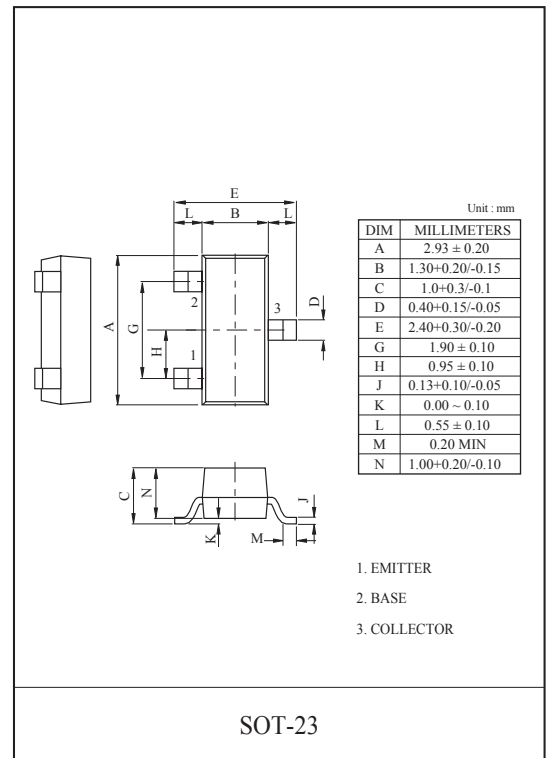 E
L B L
2 3 D
A G H
1
C N K M J
Unit : mm
DIM MILLIMETERS
A 2.93 ± 0.20
B 1.30+0.20/-0.15
C 1.0+0.3/-0.1
D 0.40+0.15/-0.05
E 2.40+0.30/-0.20
G 1.90 ± 0.10
H 0.95 ± 0.10
J 0.13+0.10/-0.05
K 0.00 ~ 0.10
L 0.55 ± 0.10
M 0.20 MIN
N 1.00+0.20/-0.10
1. EMITTER
2. BASE
3. COLLECTOR
SOT-23